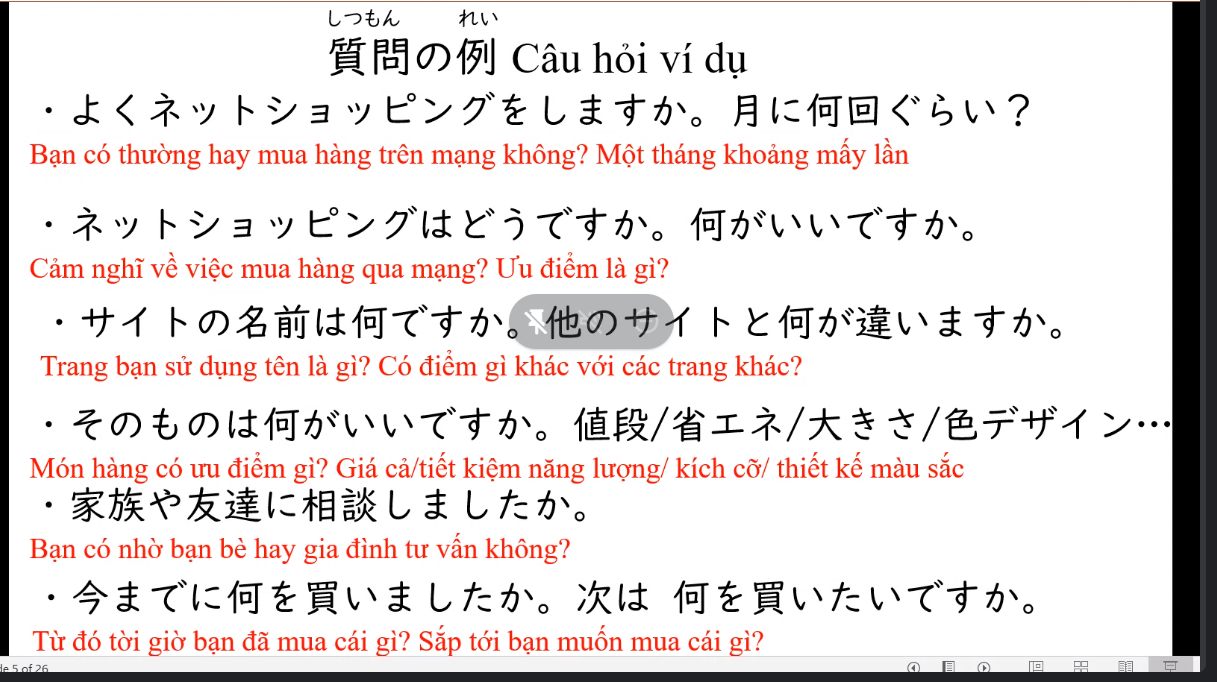 しつもん れい
質問の例 Câu hỏi ví dụ
・よくネットショッピングをしますか。月に何回ぐらい？
Bạn có thường hay mua hàng trên mạng không? Một tháng khoảng mấy lần
・ネットショッピングはどうですか。何がいいですか。
Cảm nghĩ về việc mua hàng qua mạng? Ưu điểm là gì?
・サイトの名前は何ですか。他のサイトと何が違いますか。
Trang bạn sử dụng tên là gì? Có điểm gì khác với các trang khác?
・そのものは何がいいですか。値段/省エネ/大きさ/色デザイン…
Món hàng có ưu điểm gì? Giá cả/tiết kiệm năng lượng/ kích cỡ/ thiết kế màu sắc
・家族や友達に相談しましたか。
Bạn có nhờ bạn bè hay gia đình tư vấn không?
・今までに何を買いましたか。次は 何を買いたいですか。
Từ đó tời giờ bạn đã mua cái gì? Sắp tới bạn muốn mua cái gì?
de 5 of 26